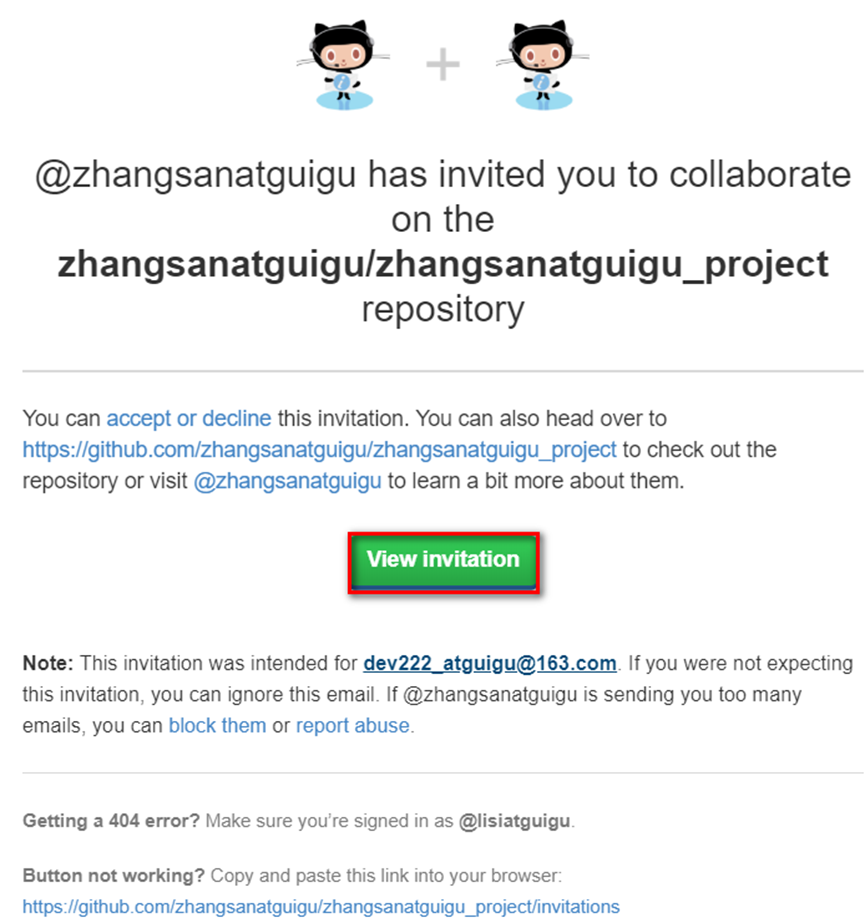 @zhangsanatguigu has invited you to collaborate
on the
zhangsanatguigu/zhangsanatguigu_project
repository
You can accept or decline this invitation. You can also head over to
https://github.com/zhangsanatguigu/zhangsanatguigu_project to check out the
repository or visit @zhangsanatguigu to learn a bit more about them.
View invitation
Note: This invitation was intended for dev222_atguigu@163.com. If you were not expecting
this invitation, you can ignore this email. If @zhangsanatguigu is sending you too many
emails, you can block them or report abuse.
Getting a 404 error? Make sure you’re signed in as @lisiatguigu.
Button not working? Copy and paste this link into your browser:
https://github.com/zhangsanatguigu/zhangsanatguigu_project/invitations